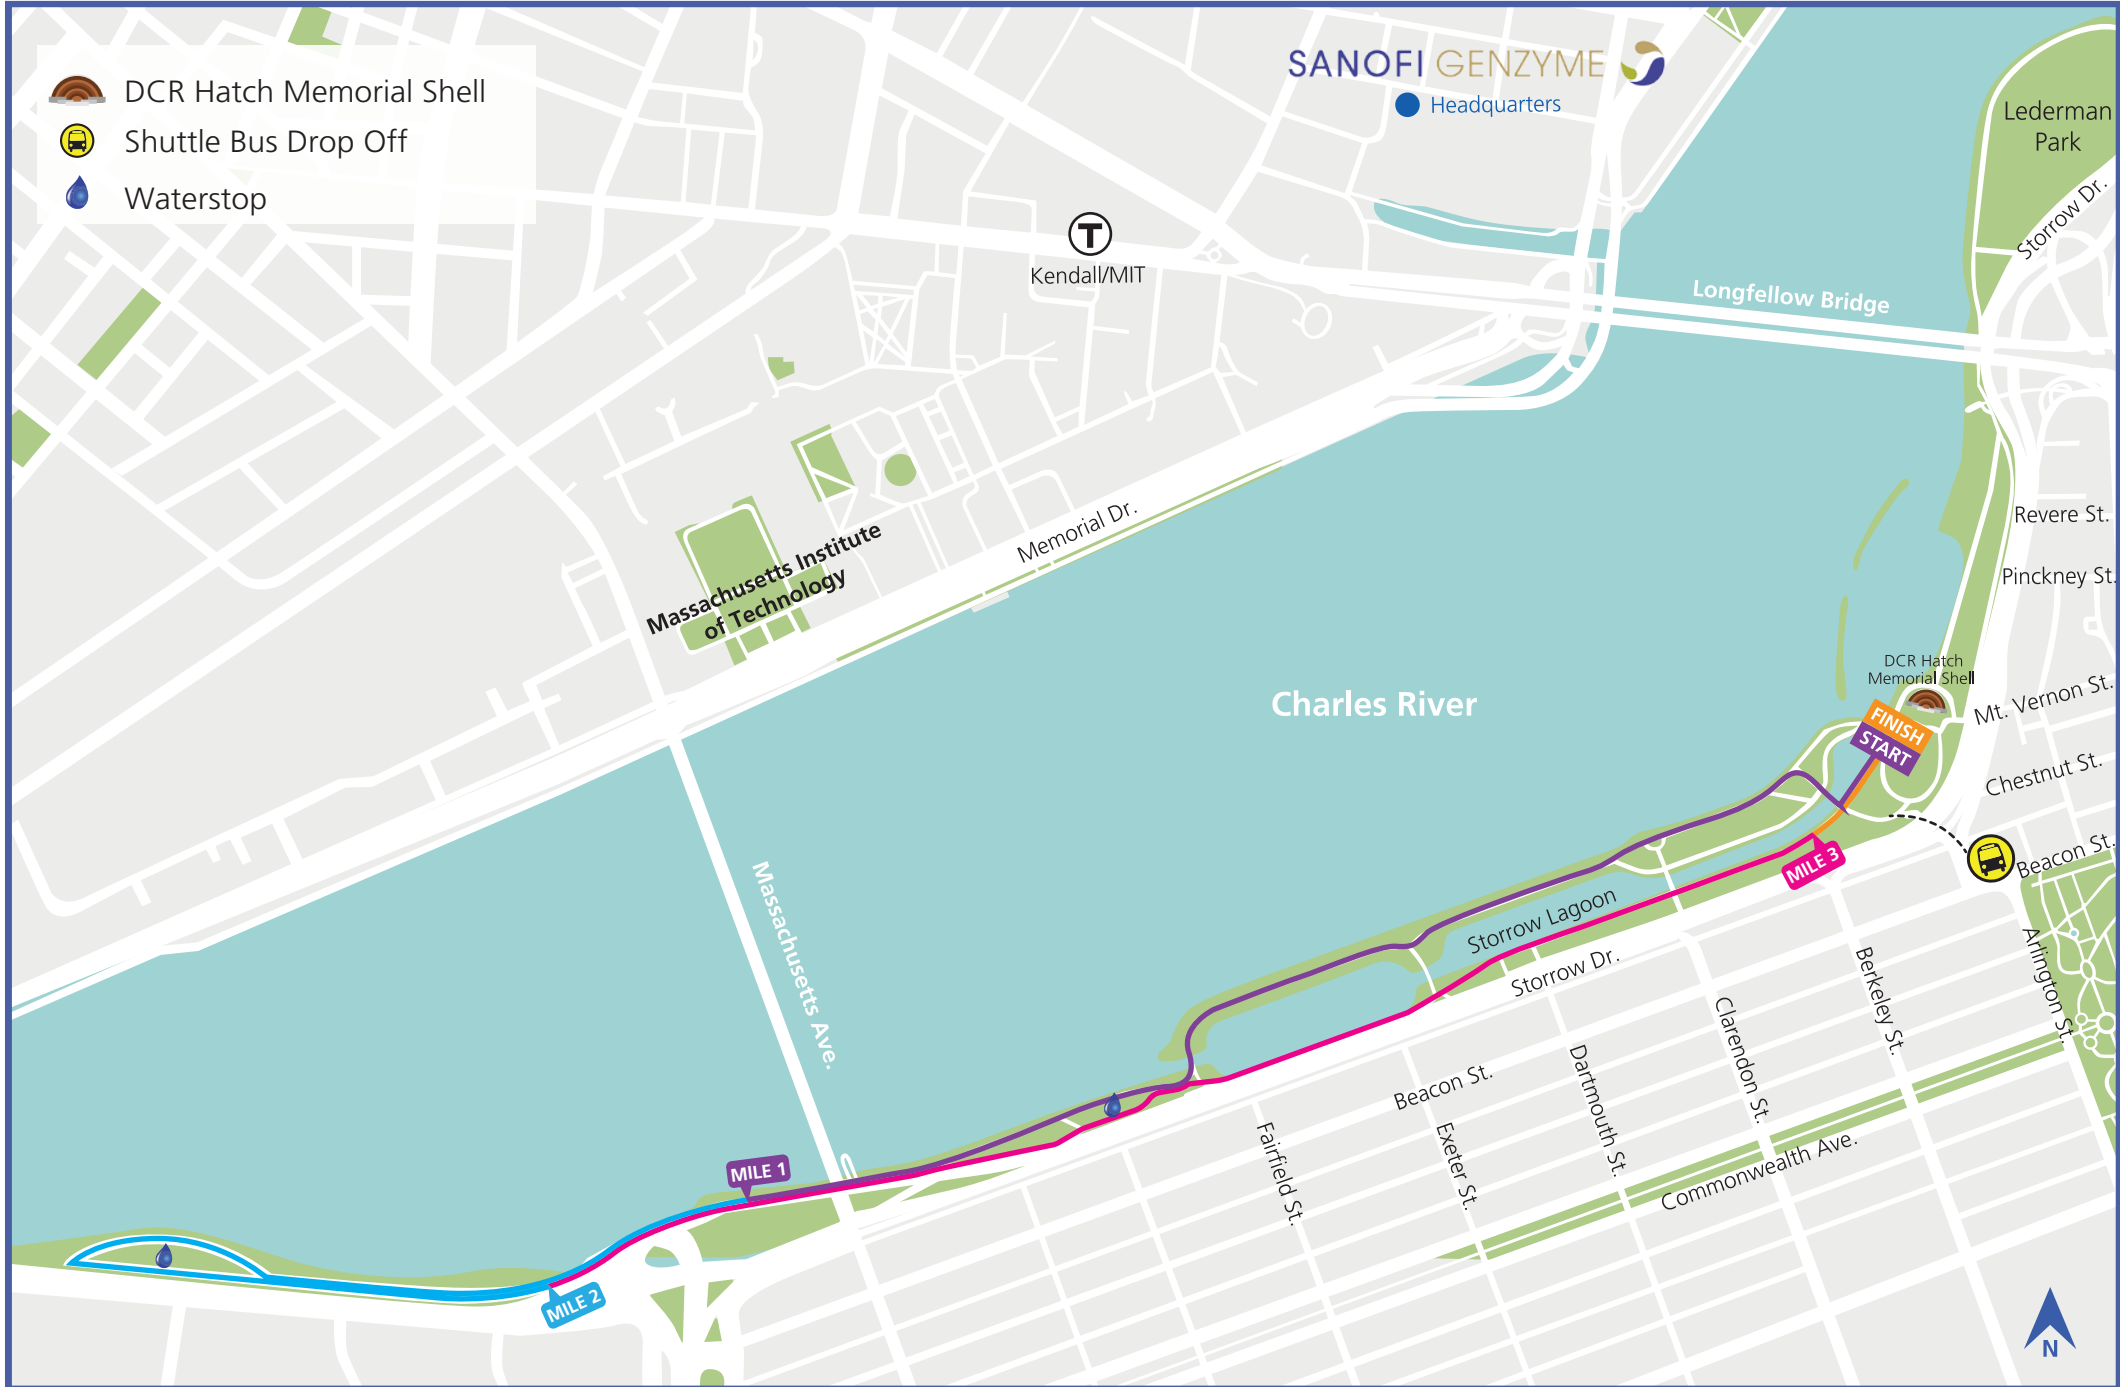 DCR Hatch Memorial Shell
Shuttle Bus Drop Off
Waterstop
SANOFI GENZYME
Headquarters
Lederman
Park
Storrow Dr.
T
Kendall/MIT
Longfellow Bridge
Memorial Dr.
Massachusetts Institute
of Technology
Revere St.
Pinckney St.
DCR Hatch
Memorial Shell
Mt. Vernon St.
FINISH
START
Charles River
Chestnut St.
Beacon St.
MILE 3
Storrow Lagoon
Storrow Dr.
Massachusetts Ave.
Arlington St.
Berkeley St.
Clarendon St.
Dartmouth St.
Beacon St.
Exeter St.
Fairfield St.
Commonwealth Ave.
MILE 1
MILE 2
N